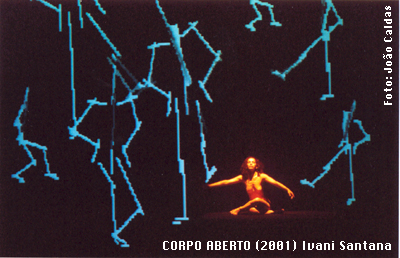 Foto: João Caldas
CORPO ABERTO (2001) Ivani Santana